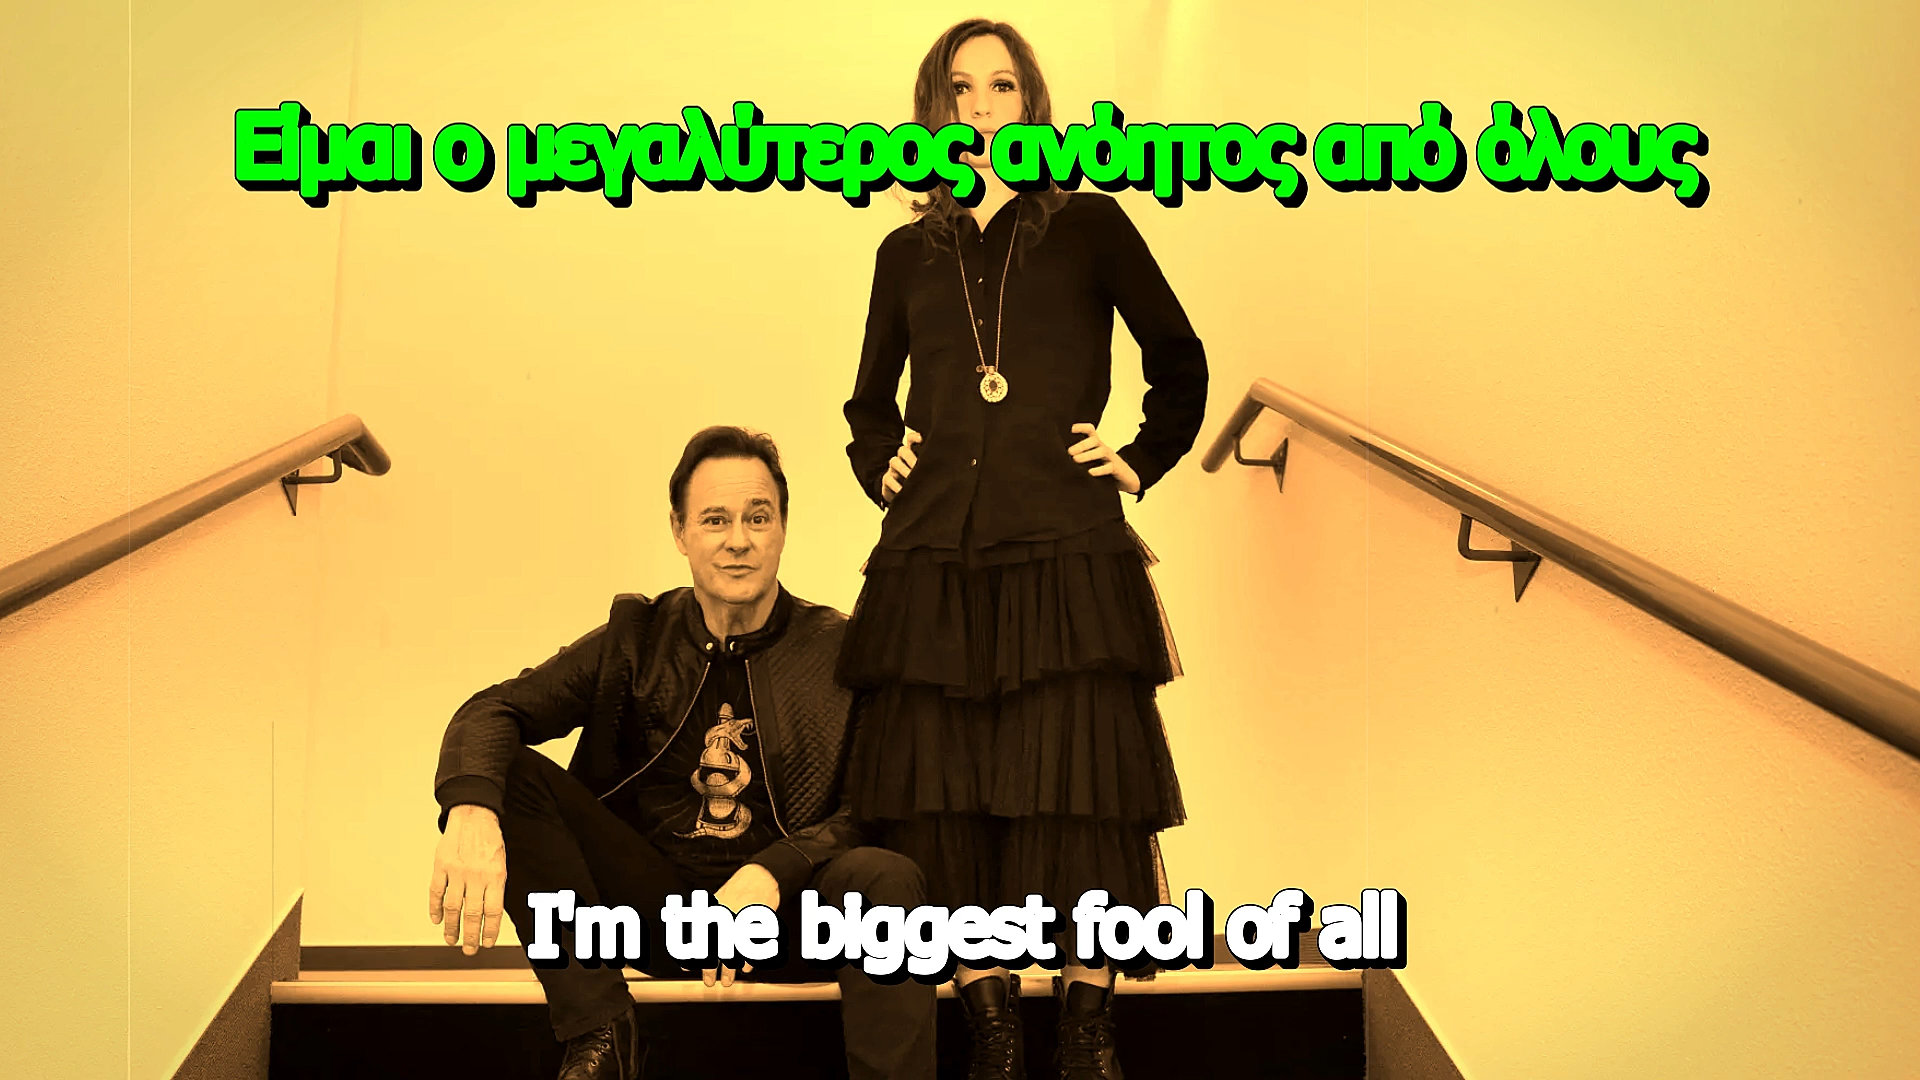 Είμαι ο μεγαλύτερος ανόητος από όλους
I'm the biggest fool of all